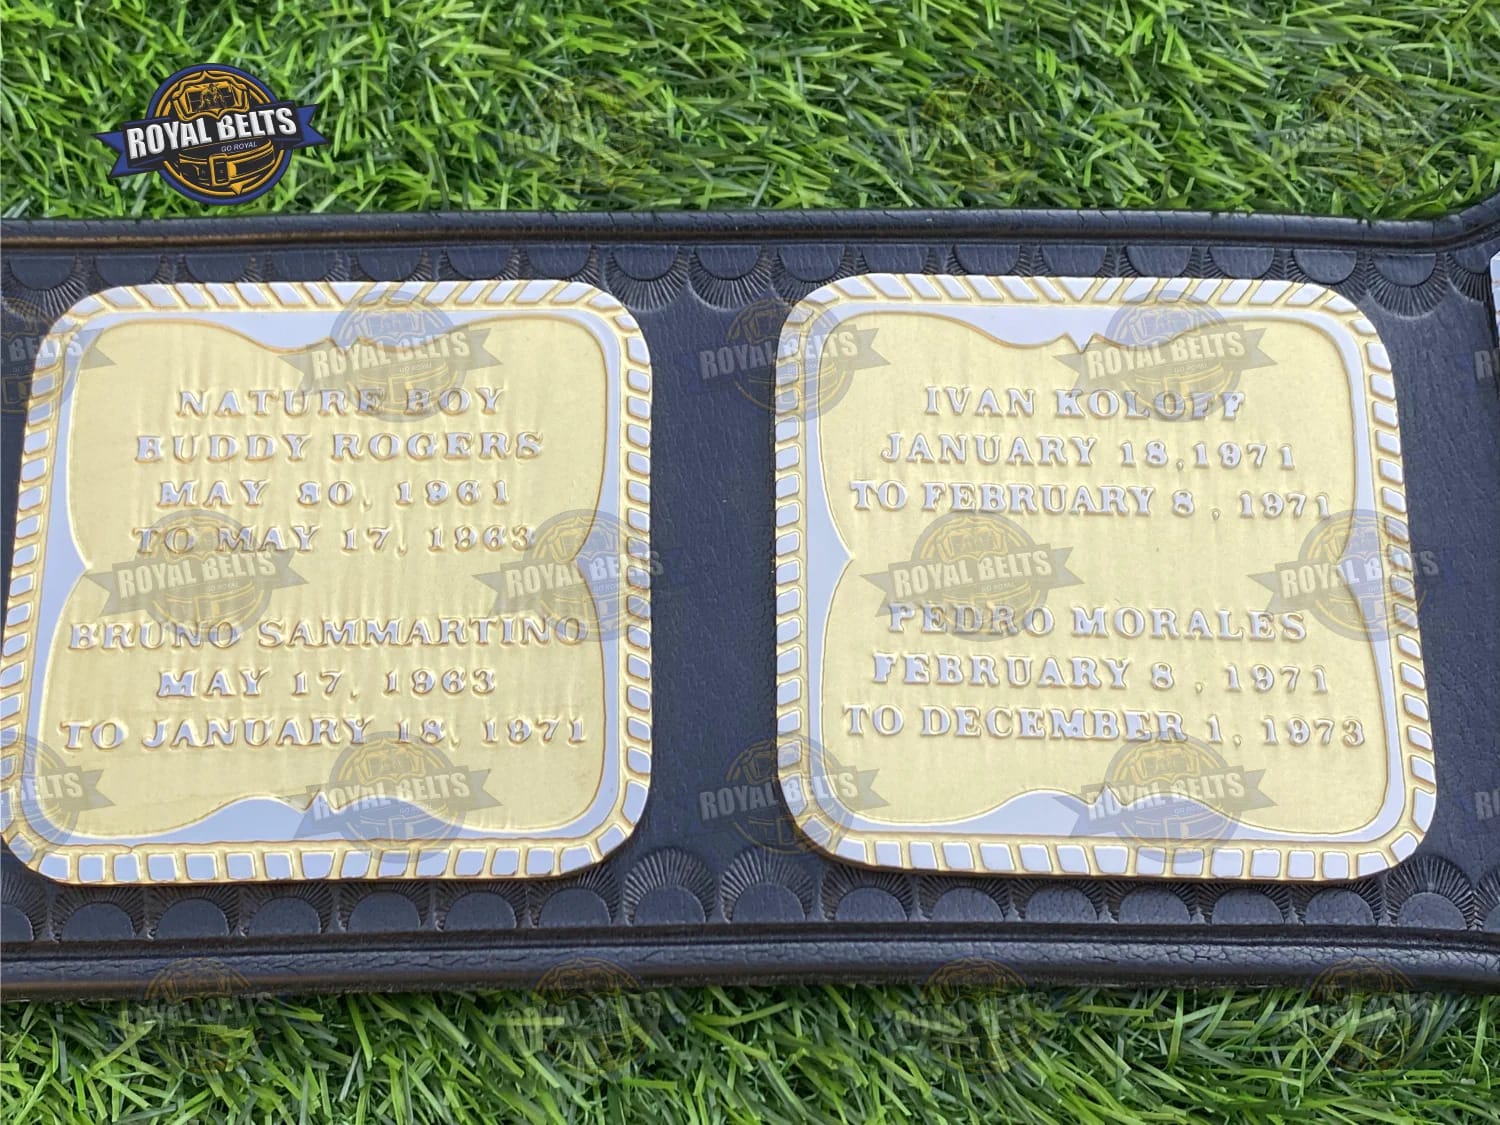 ROYAL BELTS
GO ROYAL
NATURE BOY
BUDDY ROGERS
MAY 30, 1961
TO MAY 17, 1963
BRUNO SAMMARTINO
MAY 17, 1963
TO JANUARY 18, 1971
IVAN KOLOFF
JANUARY 18,1971
TO FEBRUARY 8 , 1971
PEDRO MORALES
FEBRUARY 8 , 1971
TO DECEMBER 1, 1973